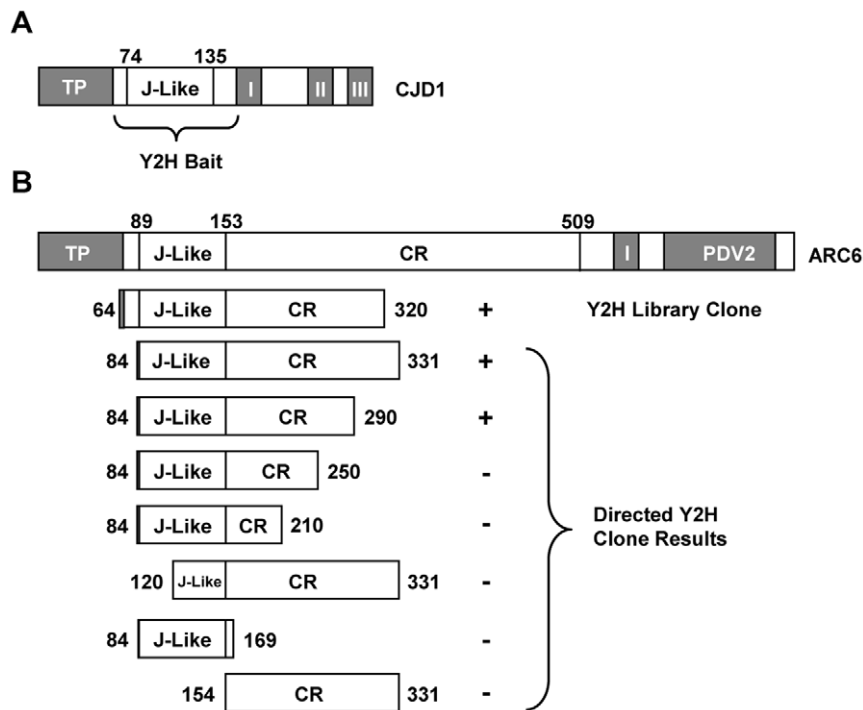 A
74 135
TP J-Like I II III CJD1
Y2H Bait
B
89 153 509
TP J-Like CR I PDV2 ARC6
64 J-Like CR 320 + Y2H Library Clone
84 J-Like CR 331 +
84 J-Like CR 290 +
84 J-Like CR 250 -
84 J-Like CR 210 -
Directed Y2H
Clone Results
120 J-Like CR 331 -
84 J-Like 169 -
154 CR 331 -